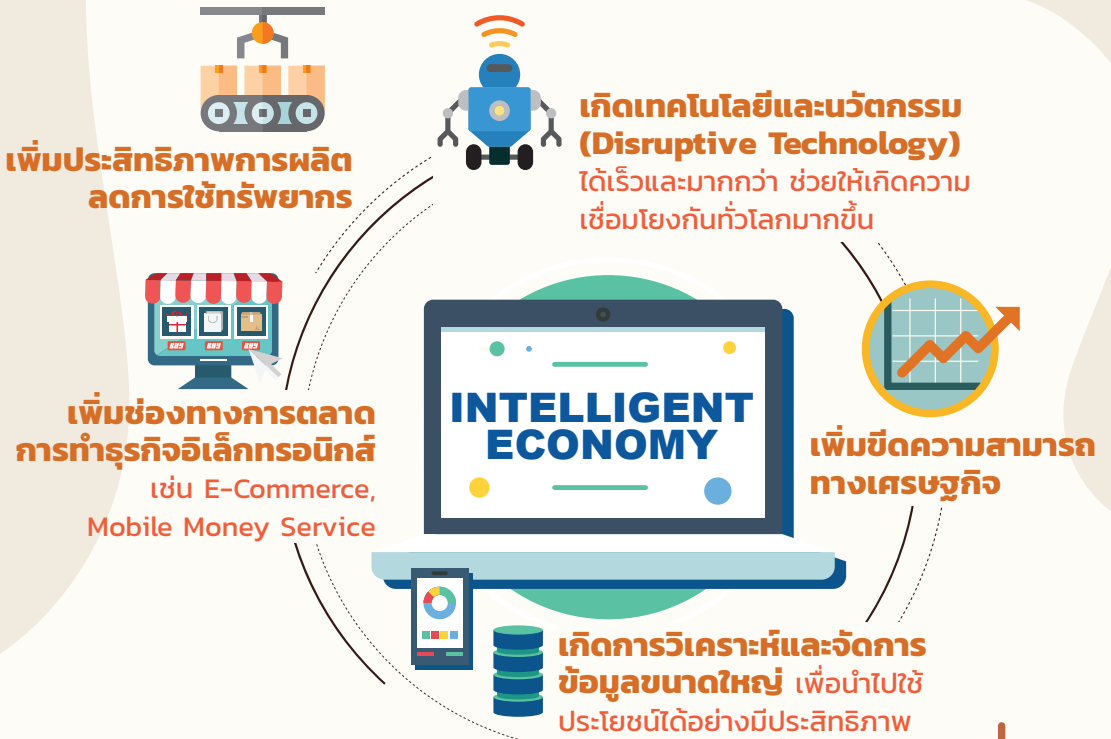 เพิ่มประสิทธิภาพการผลิต
ลดการใช้ทรัพยากร
เกิดเทคโนโลยีและนวัตกรรม
(Disruptive Technology)
ได้เร็วและมากกว่า ช่วยให้เกิดความ
เชื่อมโยงกันทั่วโลกมากขึ้น
BUY BUY BUY
เพิ่มช่องทางการตลาด
การทำธุรกิจอิเล็กทรอนิกส์
เช่น E-Commerce,
Mobile Money Service
INTELLIGENT
ECONOMY
เพิ่มขีดความสามารถ
ทางเศรษฐกิจ
เกิดการวิเคราะห์และจัดการ
ข้อมูลขนาดใหญ่ เพื่อนำไปใช้
ประโยชน์ได้อย่างมีประสิทธิภาพ